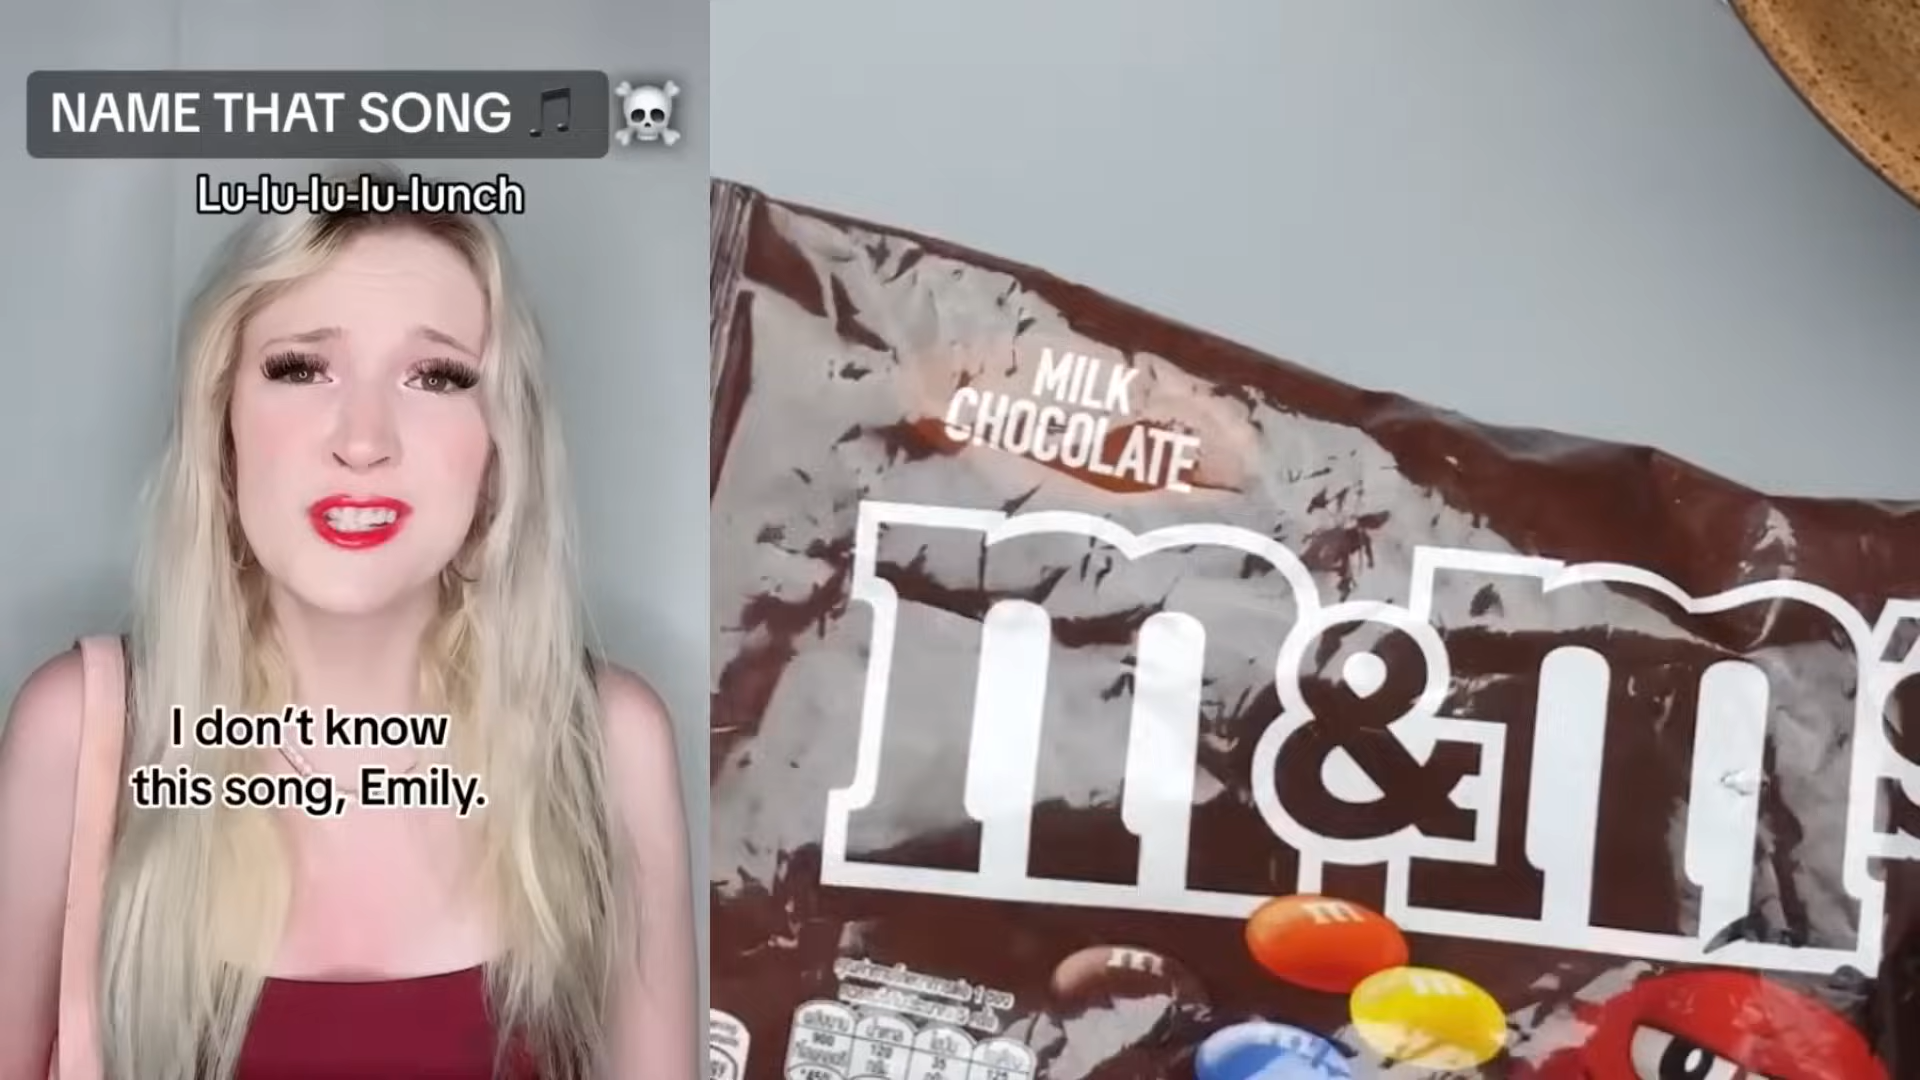 NAME THAT SONG 🎵 ☠️
Lu-lu-lu-lu-lunch
I don't know
this song, Emily.
MILK
CHOCOLATE
m&m's
m
m
m